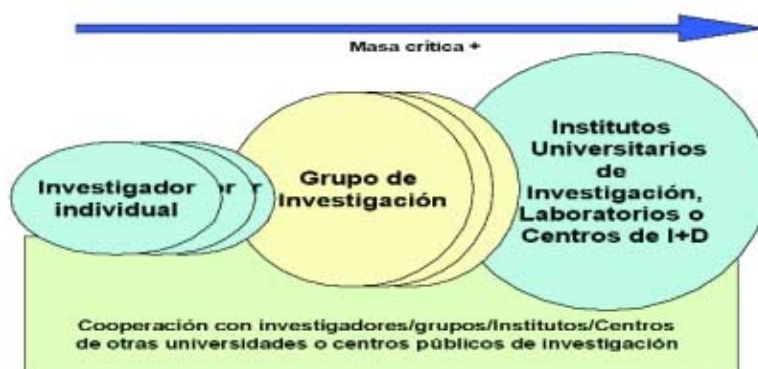 Masa crítica +
Investigador
individual
or
r
Grupo de
Investigación
Institutos
Universitarios
de
Investigación,
Laboratorios o
Centros de I+D
Cooperación con investigadores/grupos/Institutos/Centros
de otras universidades o centros públicos de investigación